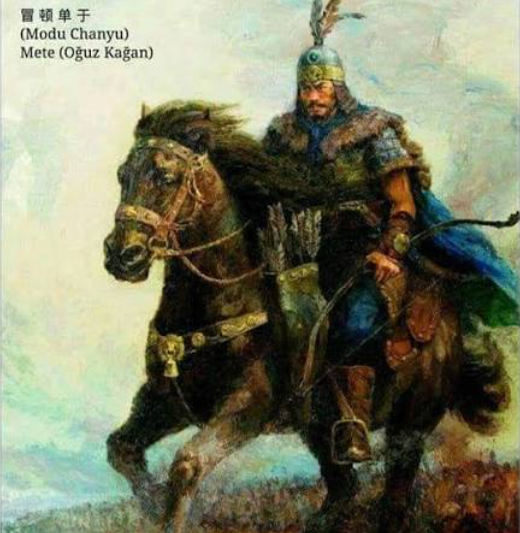 冒顿单于
(Modu Chanyu)
Mete (Oğuz Kağan)